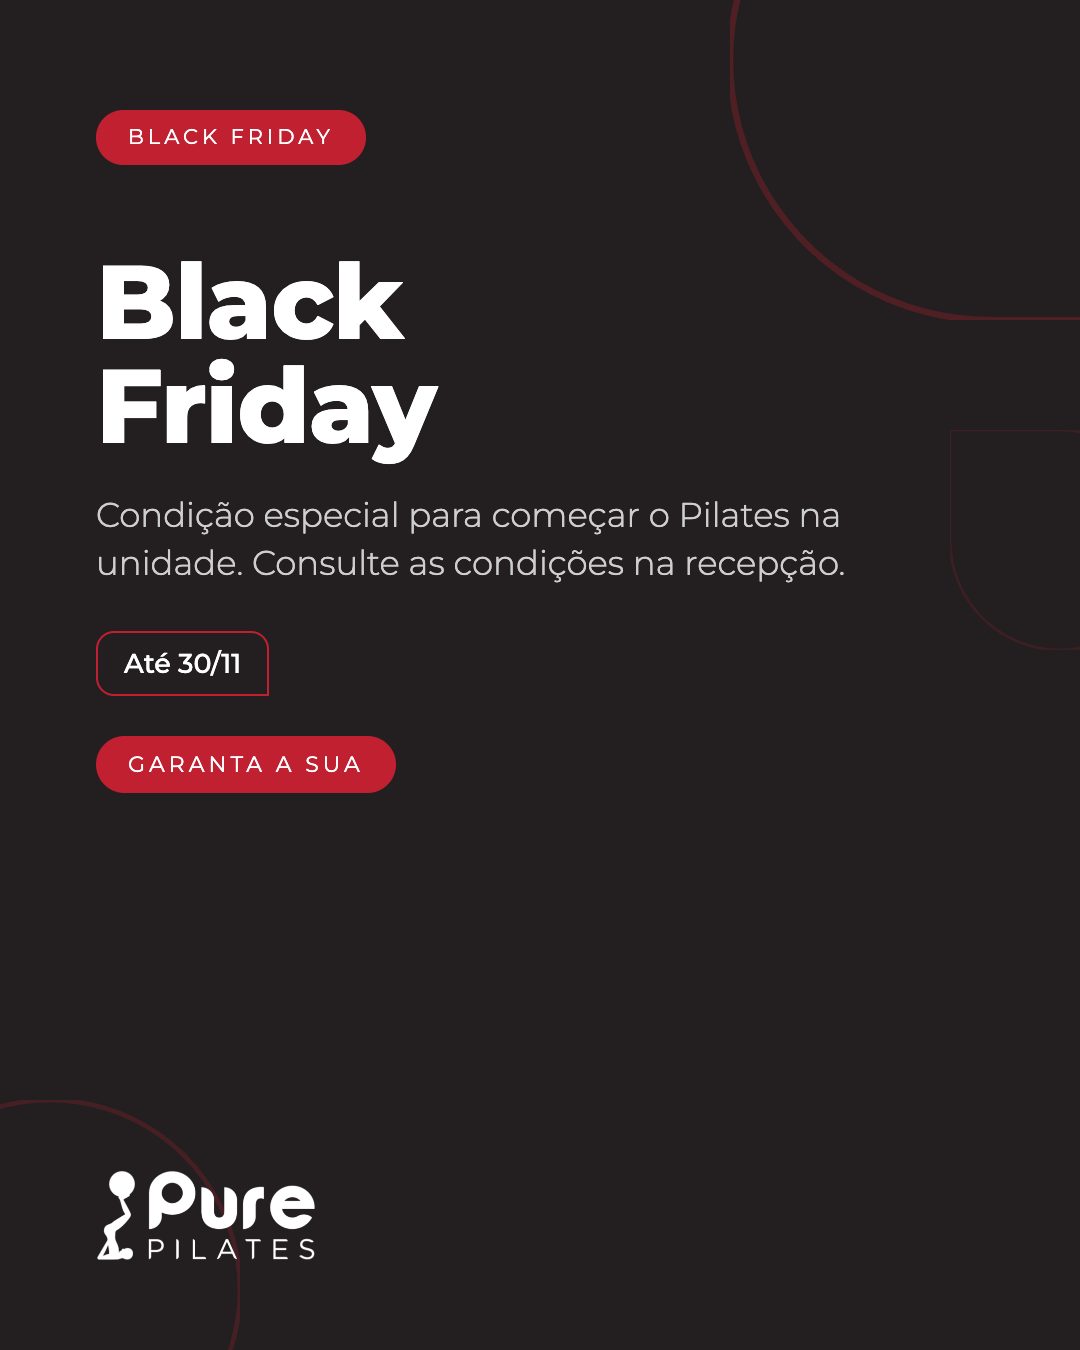 BLACK FRIDAY
Black
Friday
Condição especial para começar o Pilates na
unidade. Consulte as condições na recepção.
Até 30/11
GARANTA A SUA
Pure
PILATES